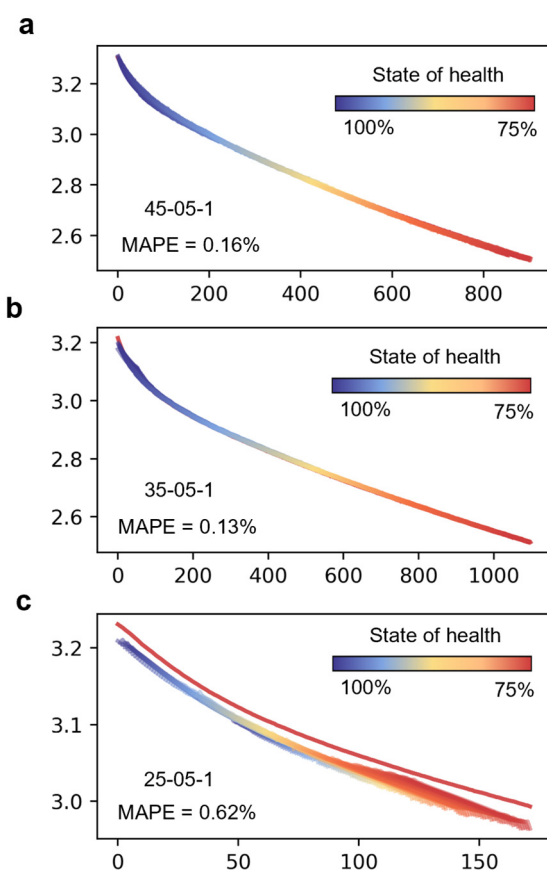 a
State of health
100% 75%
3.2
3.0
2.8
2.6
45-05-1
MAPE = 0.16%
0 200 400 600 800
b
State of health
100% 75%
3.2
3.0
2.8
2.6
35-05-1
MAPE = 0.13%
0 200 400 600 800 1000
c
State of health
100% 75%
3.2
3.1
3.0
25-05-1
MAPE = 0.62%
0 50 100 150